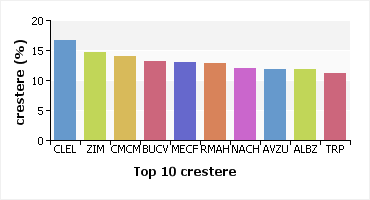 crestere (%)
20
15
10
5
0
CLEL ZIM CMCM BUCV MECF RMAH NACH AVZU ALBZ TRP
Top 10 crestere